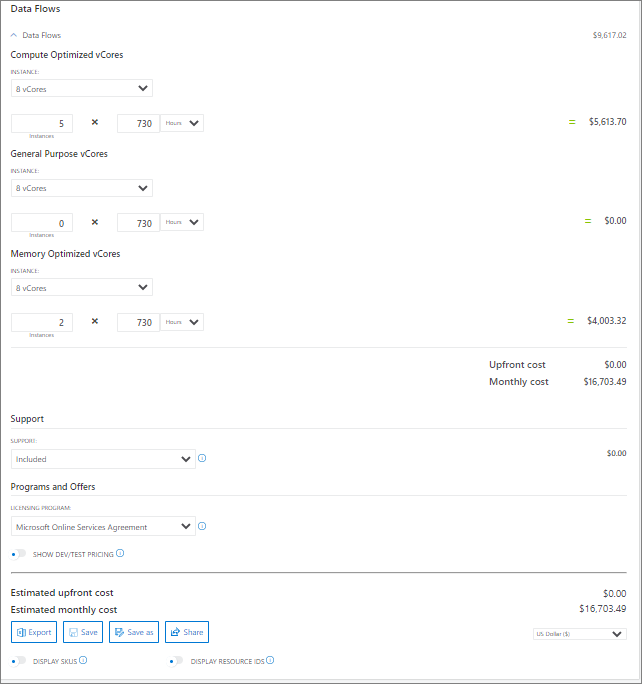 Data Flows
Data Flows $9,617.02
Compute Optimized vCores
INSTANCE:
8 vCores
5 × 730 Hours = $5,613.70
Instances
General Purpose vCores
INSTANCE:
8 vCores
0 × 730 Hours = $0.00
Instances
Memory Optimized vCores
INSTANCE:
8 vCores
2 × 730 Hours = $4,003.32
Instances
Upfront cost $0.00
Monthly cost $16,703.49
Support
SUPPORT:
Included $0.00
Programs and Offers
LICENSING PROGRAM:
Microsoft Online Services Agreement
SHOW DEV/TEST PRICING
Estimated upfront cost $0.00
Estimated monthly cost $16,703.49
Export Save Save as Share US Dollar ($)
DISPLAY SKUS DISPLAY RESOURCE IDS